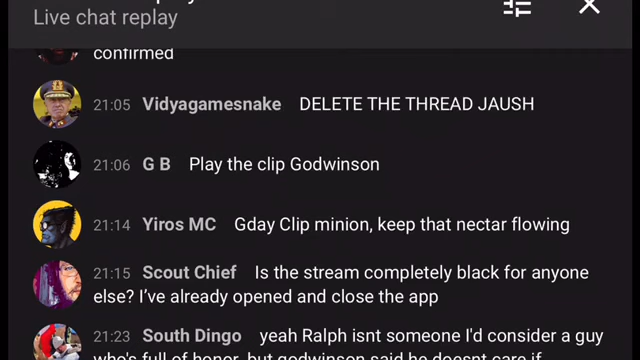 Live chat replay
confirmed
21:05 Vidyagamesnake DELETE THE THREAD JAUSH
21:06 G B Play the clip Godwinson
21:14 Yiros MC Gday Clip minion, keep that nectar flowing
21:15 Scout Chief Is the stream completely black for anyone
else? I've already opened and close the app
21:23 South Dingo yeah Ralph isnt someone I'd consider a guy
who's full of honor, but godwinson said he doesnt care if